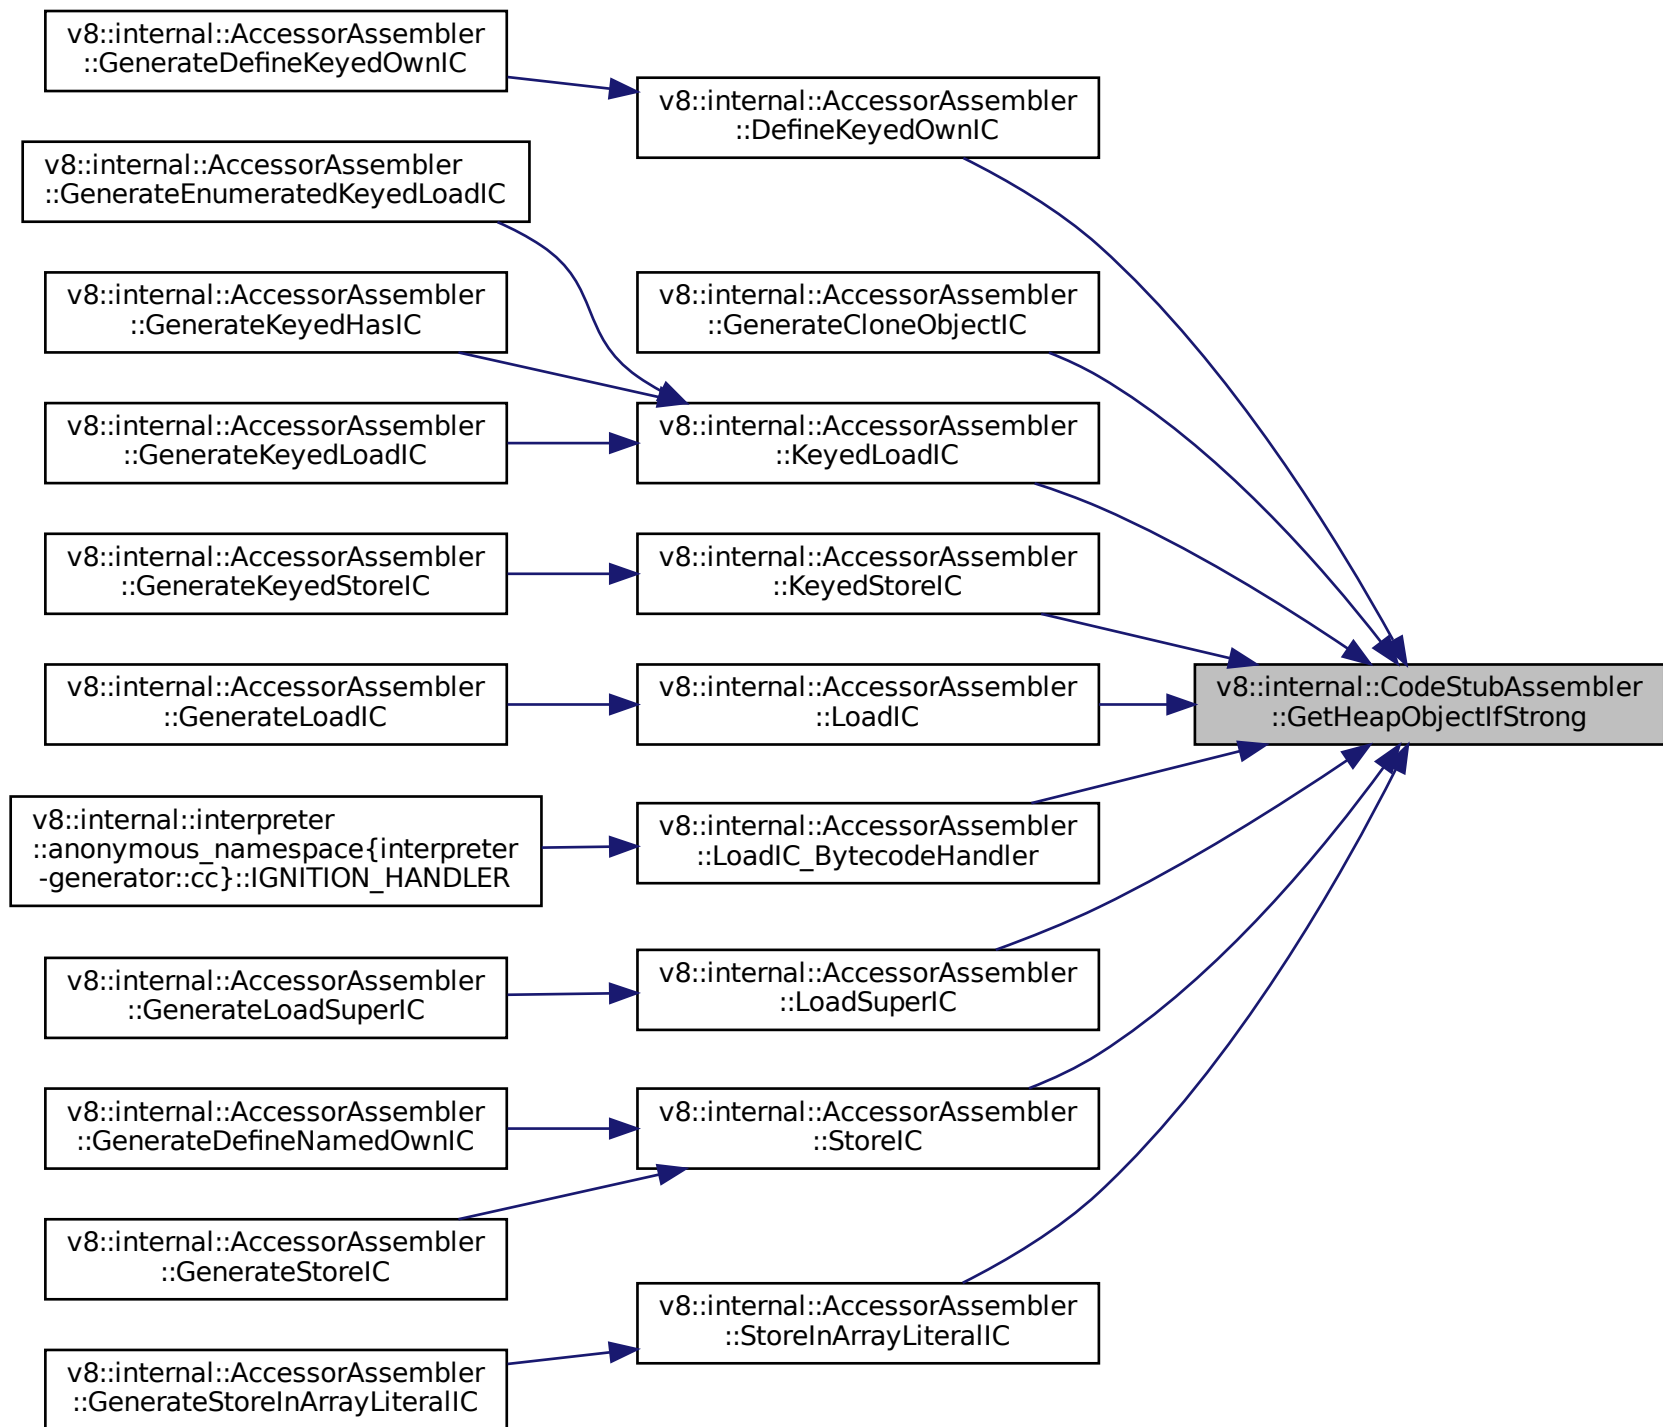 v8::internal::AccessorAssembler
::GenerateDefineKeyedOwnIC
v8::internal::AccessorAssembler
::DefineKeyedOwnIC
v8::internal::AccessorAssembler
::GenerateEnumeratedKeyedLoadIC
v8::internal::AccessorAssembler
::GenerateKeyedHasIC
v8::internal::AccessorAssembler
::GenerateCloneObjectIC
v8::internal::AccessorAssembler
::GenerateKeyedLoadIC
v8::internal::AccessorAssembler
::KeyedLoadIC
v8::internal::AccessorAssembler
::GenerateKeyedStoreIC
v8::internal::AccessorAssembler
::KeyedStoreIC
v8::internal::AccessorAssembler
::GenerateLoadIC
v8::internal::AccessorAssembler
::LoadIC
v8::internal::CodeStubAssembler
::GetHeapObjectIfStrong
v8::internal::interpreter
::anonymous_namespace{interpreter
-generator::cc}::IGNITION_HANDLER
v8::internal::AccessorAssembler
::LoadIC_BytecodeHandler
v8::internal::AccessorAssembler
::GenerateLoadSuperIC
v8::internal::AccessorAssembler
::LoadSuperIC
v8::internal::AccessorAssembler
::GenerateDefineNamedOwnIC
v8::internal::AccessorAssembler
::StoreIC
v8::internal::AccessorAssembler
::GenerateStoreIC
v8::internal::AccessorAssembler
::StoreInArrayLiteralIC
v8::internal::AccessorAssembler
::GenerateStoreInArrayLiteralIC